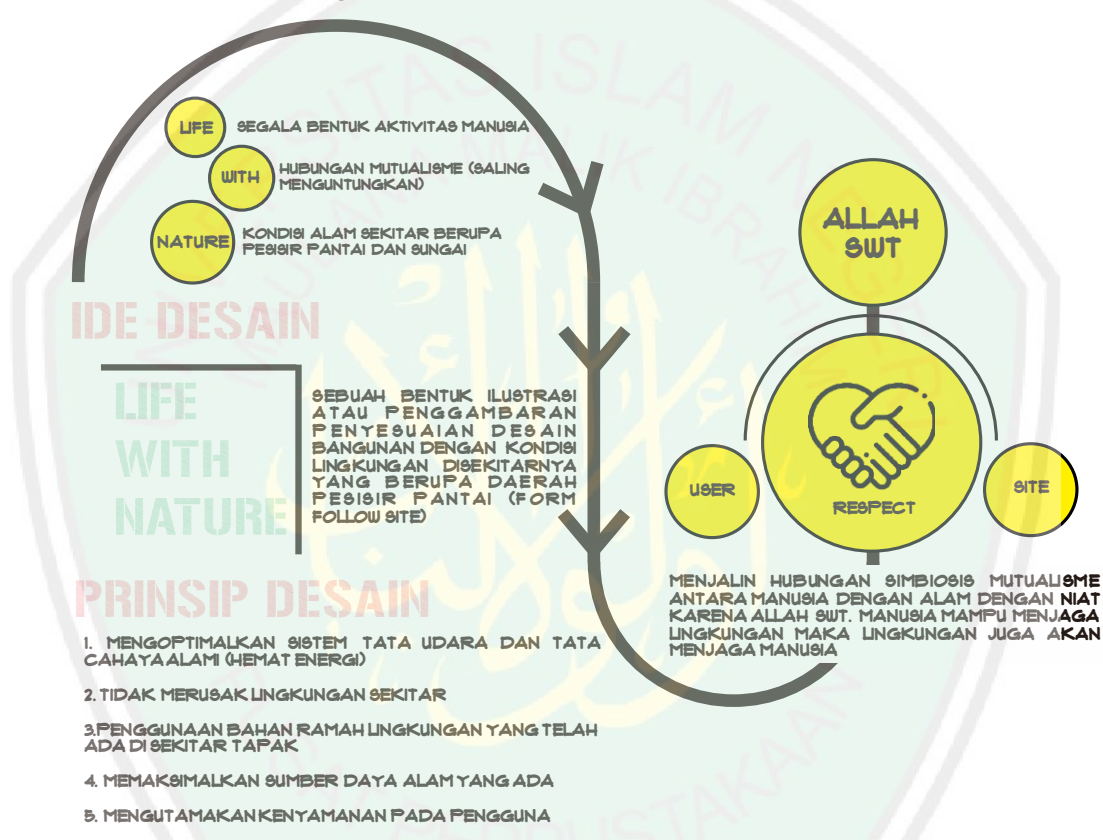 LIFE
SEGALA BENTUK AKTIVITAS MANUSIA
WITH
HUBUNGAN MUTUALISME (SALING
MENGUNTUNGKAN)
NATURE
KONDISI ALAM SEKITAR BERUPA
PESISIR PANTAI DAN SUNGAI
IDE DESAIN
LIFE
WITH
NATURE
SEBUAH BENTUK ILUSTRASI
ATAU PENGGAMBARAN
PENYESUAIAN DESAIN
BANGUNAN DENGAN KONDISI
LINGKUNGAN DISEKITARNYA
YANG BERUPA DAERAH
PESISIR PANTAI (FORM
FOLLOW SITE)
PRINSIP DESAIN
1. MENGOPTIMALKAN SISTEM TATA UDARA DAN TATA
CAHAYA ALAMI (HEMAT ENERGI)
2. TIDAK MERUSAK LINGKUNGAN SEKITAR
3.PENGGUNAAN BAHAN RAMAH LINGKUNGAN YANG TELAH
ADA DI SEKITAR TAPAK
4. MEMAKSIMALKAN SUMBER DAYA ALAM YANG ADA
5. MENGUTAMAKAN KENYAMANAN PADA PENGGUNA
ALLAH
SWT
USER
RESPECT
SITE
MENJALIN HUBUNGAN SIMBIOSIS MUTUALISME
ANTARA MANUSIA DENGAN ALAM DENGAN NIAT
KARENA ALLAH SWT. MANUSIA MAMPU MENJAGA
LINGKUNGAN MAKA LINGKUNGAN JUGA AKAN
MENJAGA MANUSIA